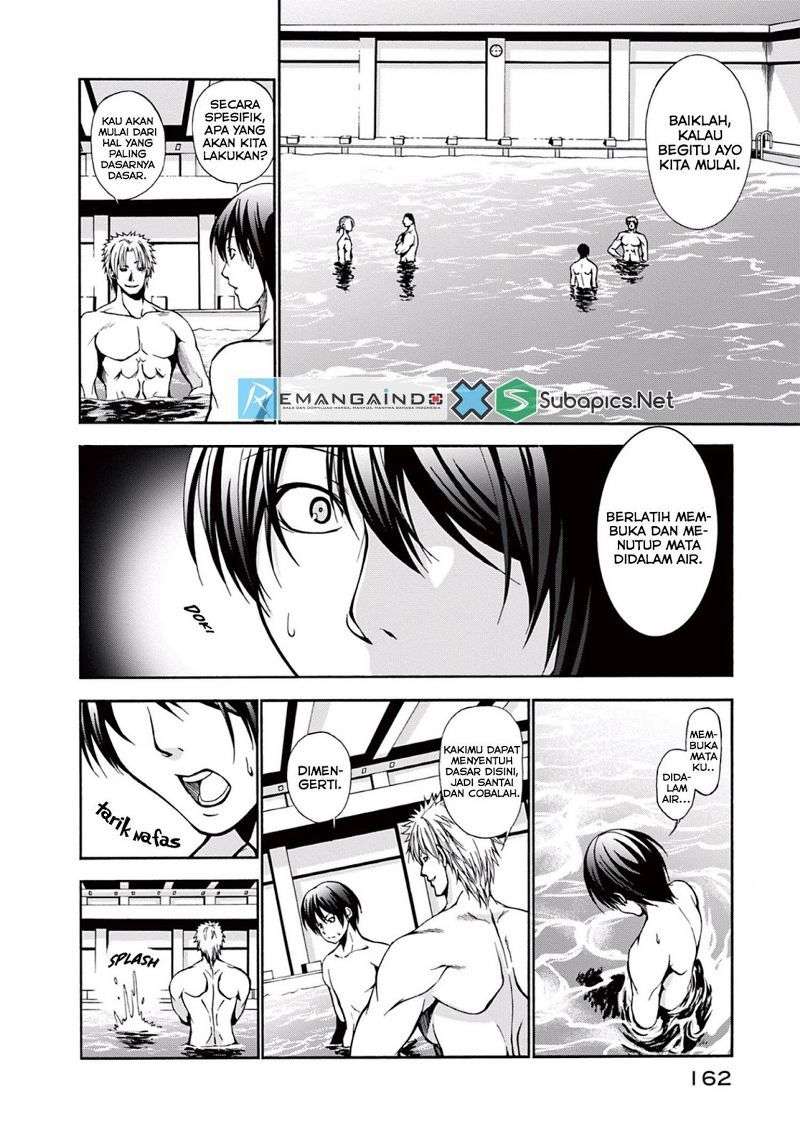 BAIKLAH,
KALAU
BEGITU AYO
KITA MULAI.
SECARA
SPESIFIK,
APA YANG
AKAN KITA
LAKUKAN?
KAU AKAN
MULAI DARI
HAL YANG
PALING
DASARNYA
DASAR.
REMANGAINDO
Subapics.Net
BERLATIH MEM-
BUKA DAN ME-
NUTUP MATA
DIDALAM AIR.
DOKI
MEM-
BUKA
MATA
KU..
DIDA-
LAM
AIR...
KAKIMU DAPAT
MENYENTUH
DASAR DISINI,
JADI SANTAI
DAN COBALAH.
DIMEN-
GERTI.
tarik Nafas
SPLASH
162